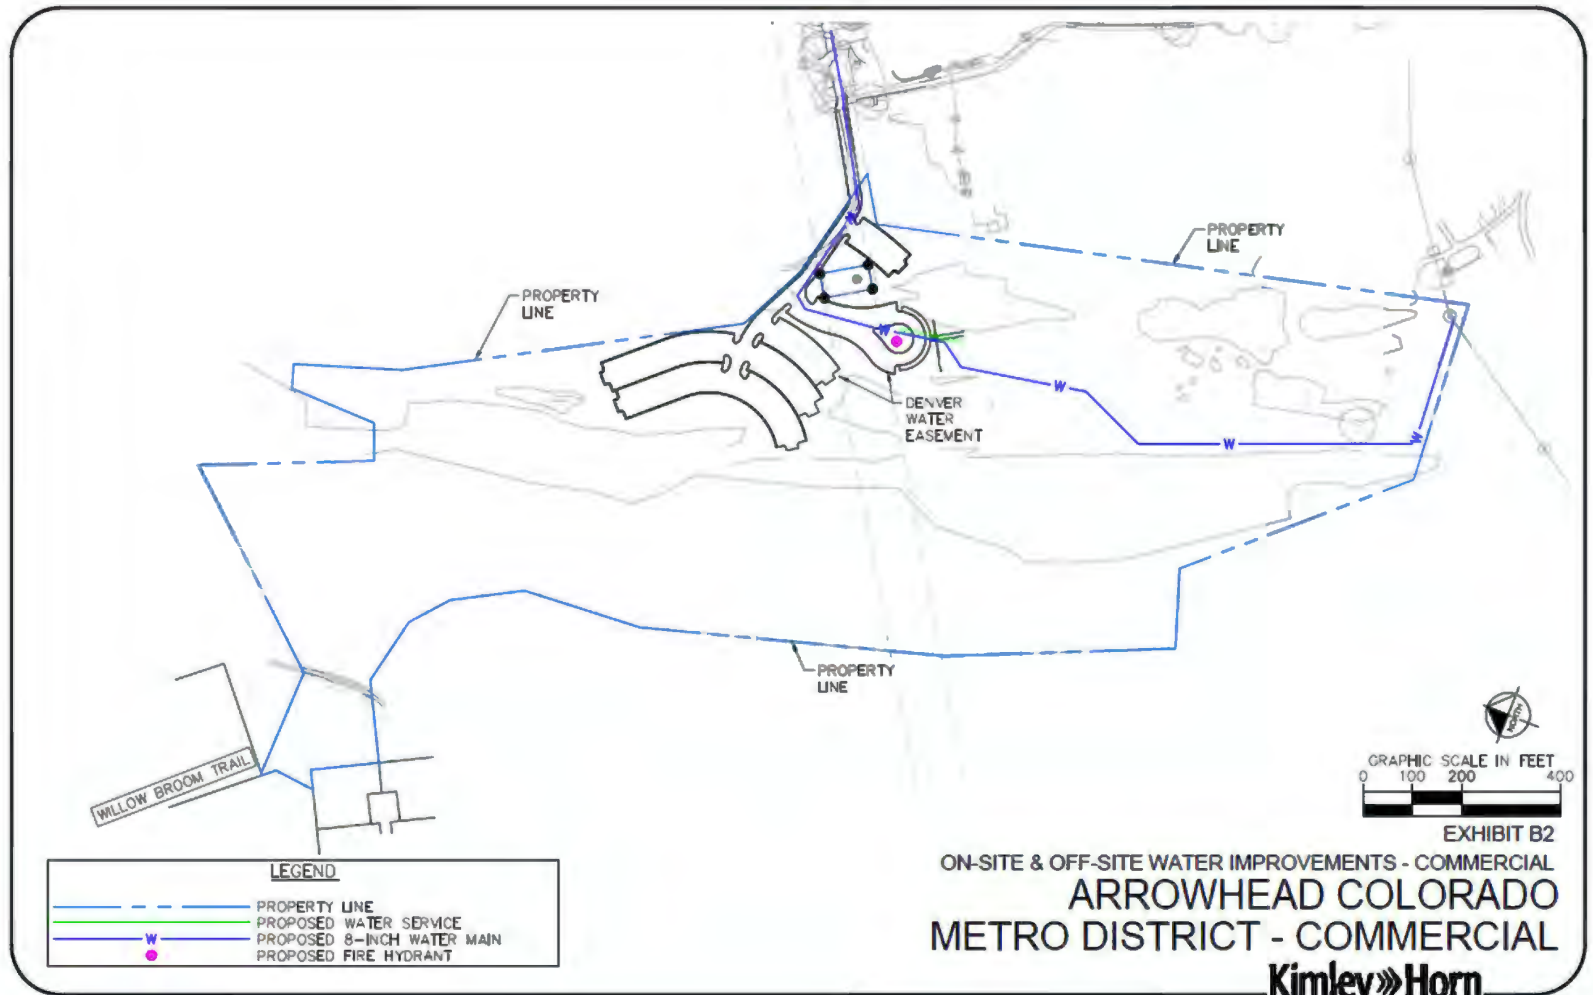 PROPERTY
LINE
PROPERTY
LINE
W
W
W
DENVER
WATER
EASEMENT
W
W
PROPERTY
LINE
WILLOW BROOM TRAIL
NORTH
GRAPHIC SCALE IN FEET
0 100 200 400
EXHIBIT B2
ON-SITE & OFF-SITE WATER IMPROVEMENTS - COMMERCIAL
ARROWHEAD COLORADO
METRO DISTRICT - COMMERCIAL
Kimley»Horn
LEGEND
PROPERTY LINE
PROPOSED WATER SERVICE
W PROPOSED 8-INCH WATER MAIN
PROPOSED FIRE HYDRANT